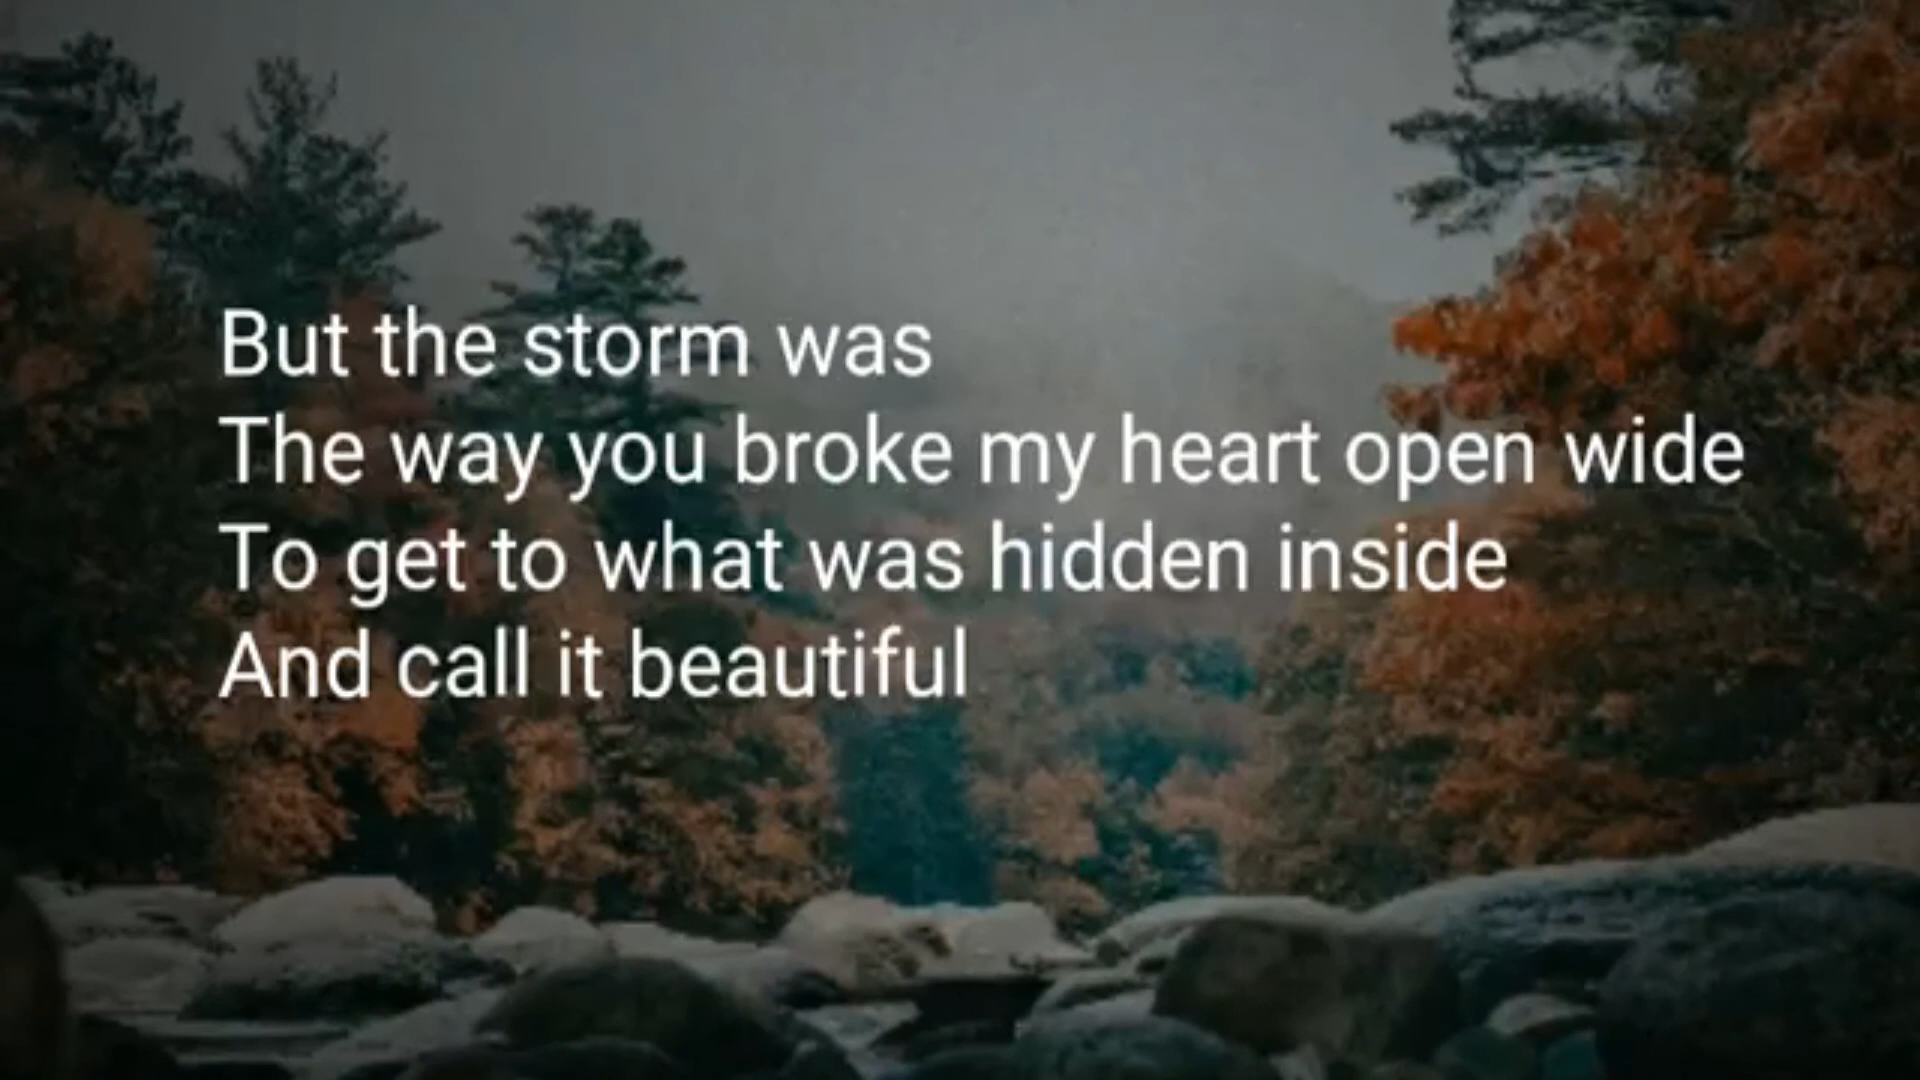 But the storm was
The way you broke my heart open wide
To get to what was hidden inside
And call it beautiful